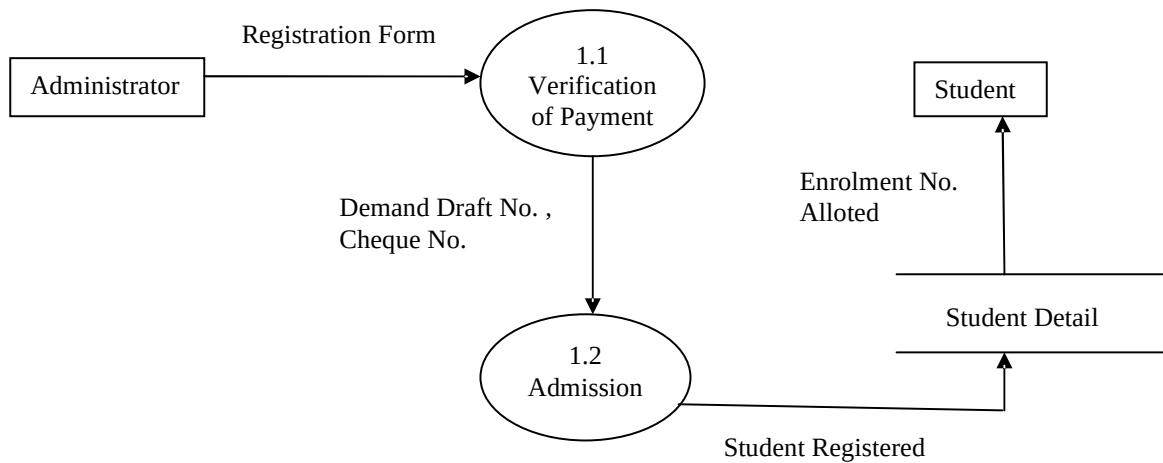 Registration Form
Administrator
1.1
Verification
of Payment
Student
Demand Draft No. ,
Cheque No.
Enrolment No.
Alloted
Student Detail
1.2
Admission
Student Registered